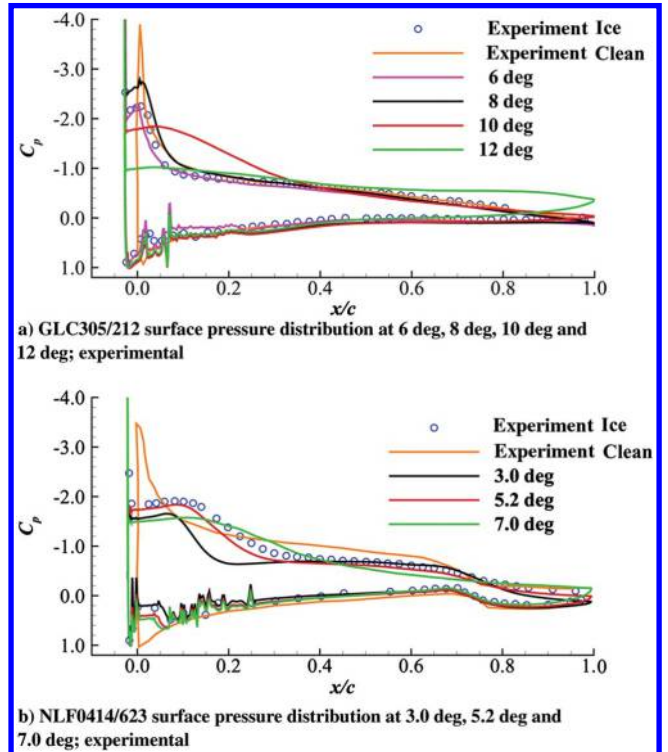 -4.0
-3.0
-2.0
-1.0
0.0
1.0
Cp
Experiment Ice
Experiment Clean
6 deg
8 deg
10 deg
12 deg
0.0 0.2 0.4 0.6 0.8 1.0
x/c
a) GLC305/212 surface pressure distribution at 6 deg, 8 deg, 10 deg and
12 deg; experimental
-4.0
-3.0
-2.0
-1.0
0.0
1.0
Cp
Experiment Ice
Experiment Clean
3.0 deg
5.2 deg
7.0 deg
0.0 0.2 0.4 0.6 0.8 1.0
x/c
b) NLF0414/623 surface pressure distribution at 3.0 deg, 5.2 deg and
7.0 deg; experimental